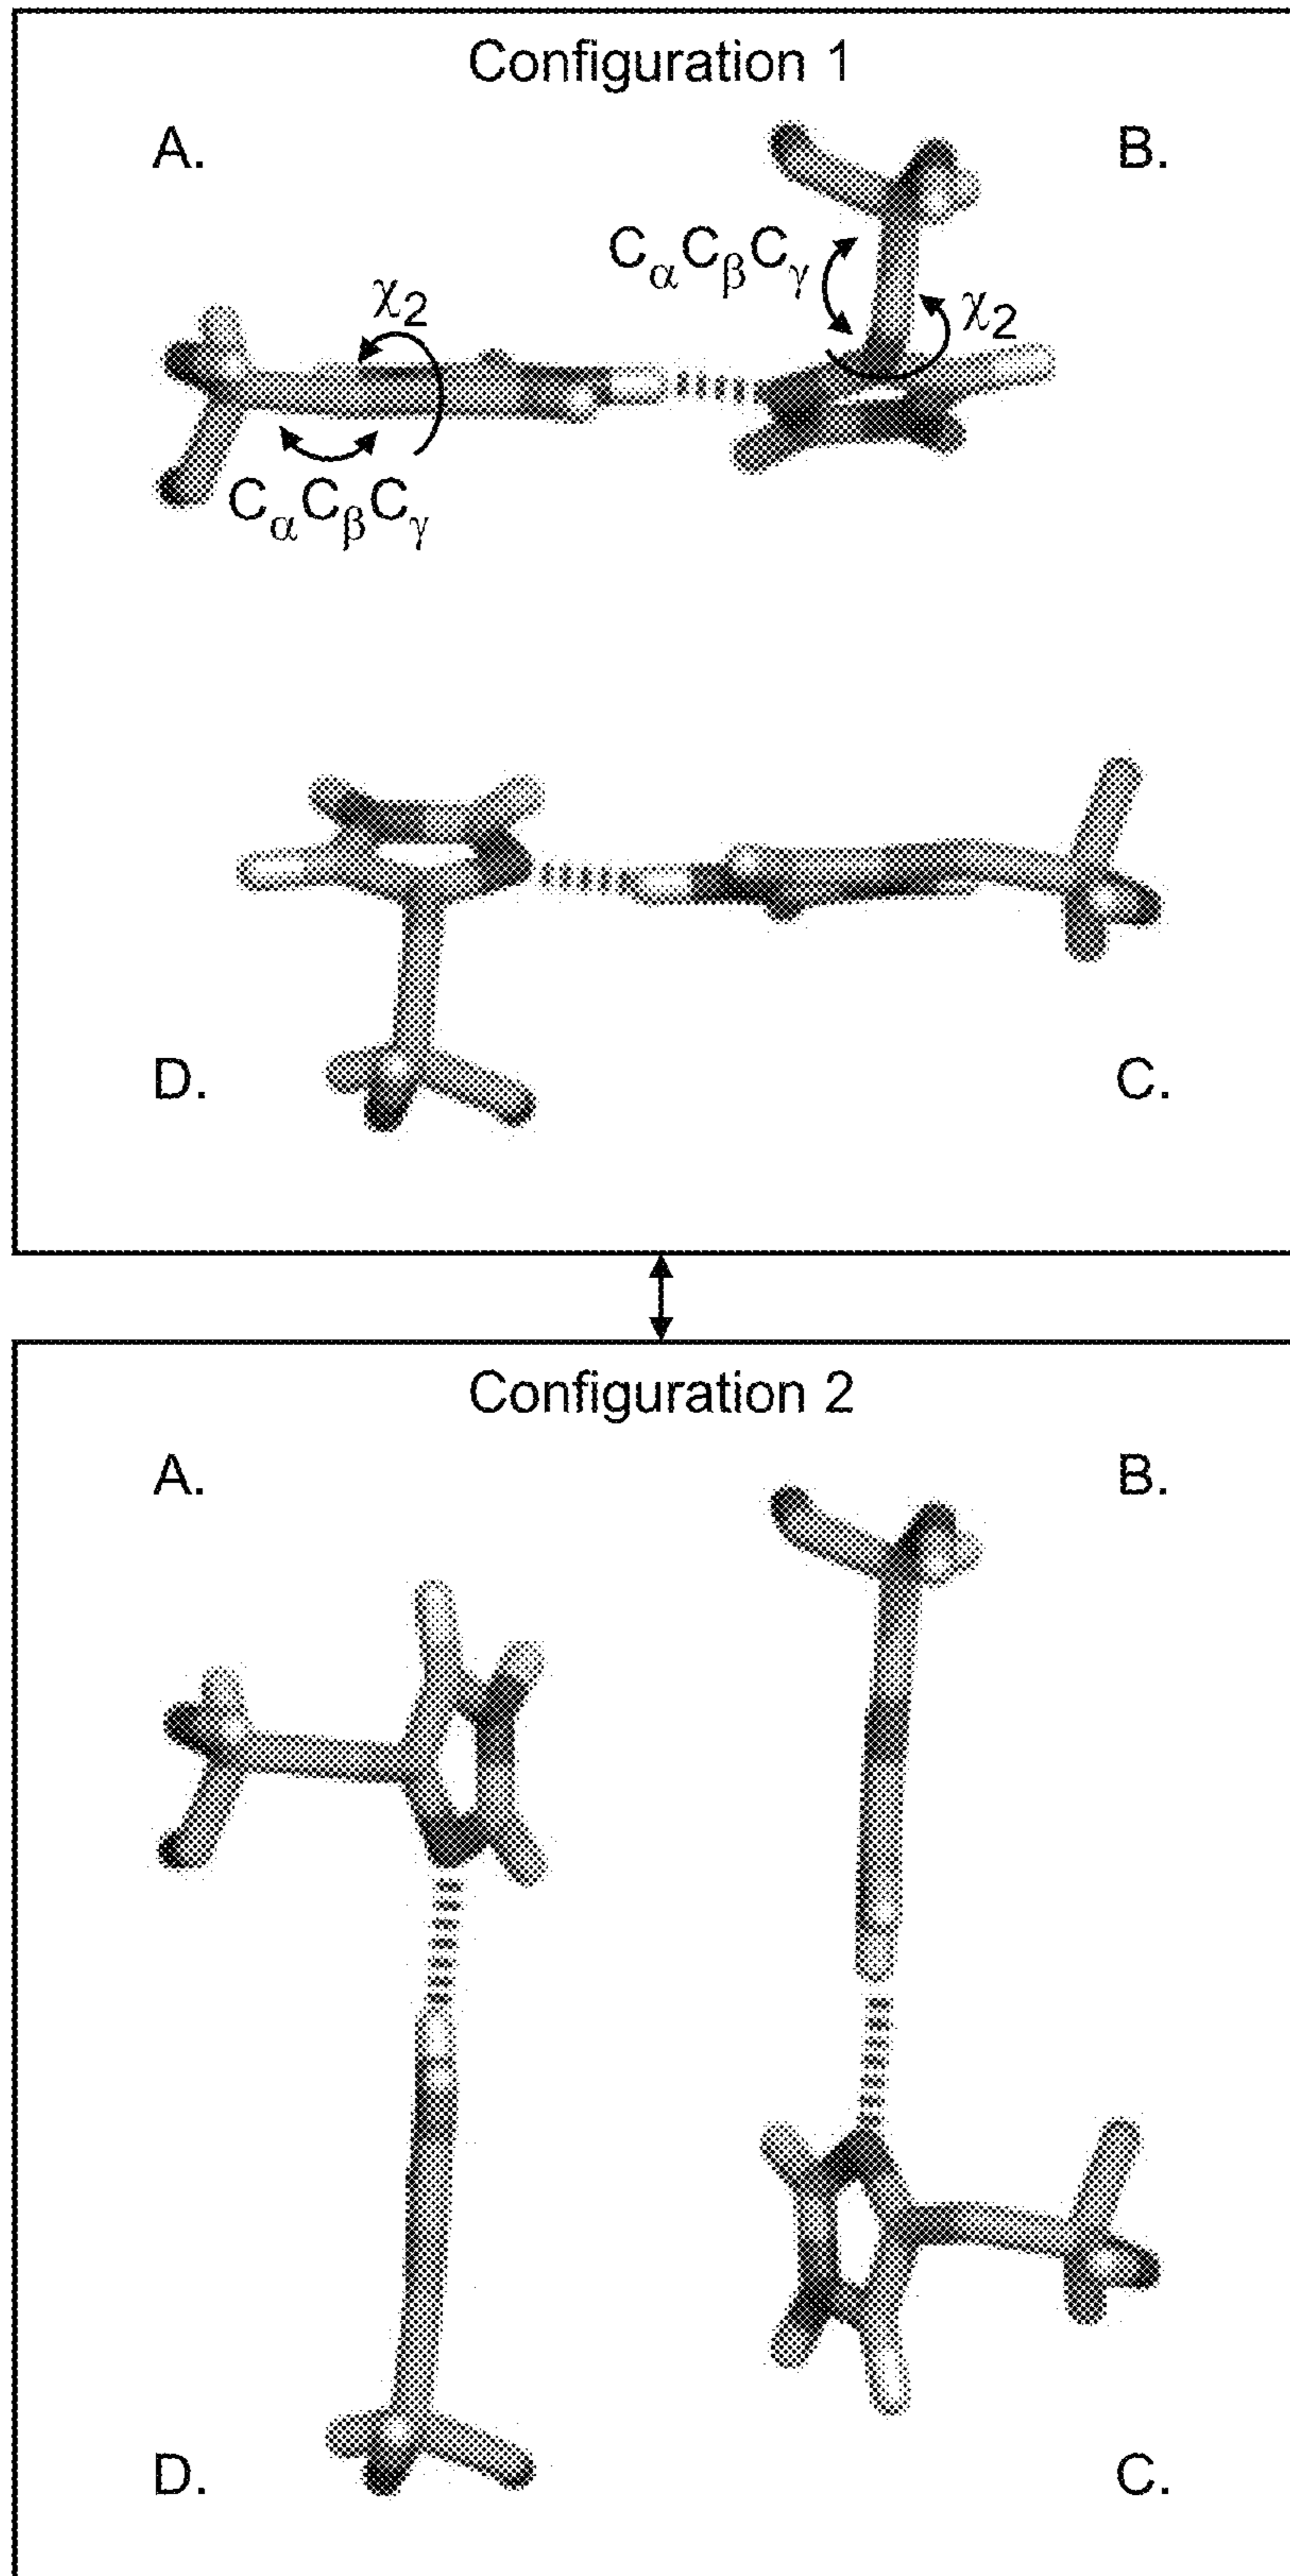 Configuration 1
A.
B.
CαCβCγ
χ2
χ2
CαCβCγ
D.
C.
Configuration 2
A.
B.
D.
C.